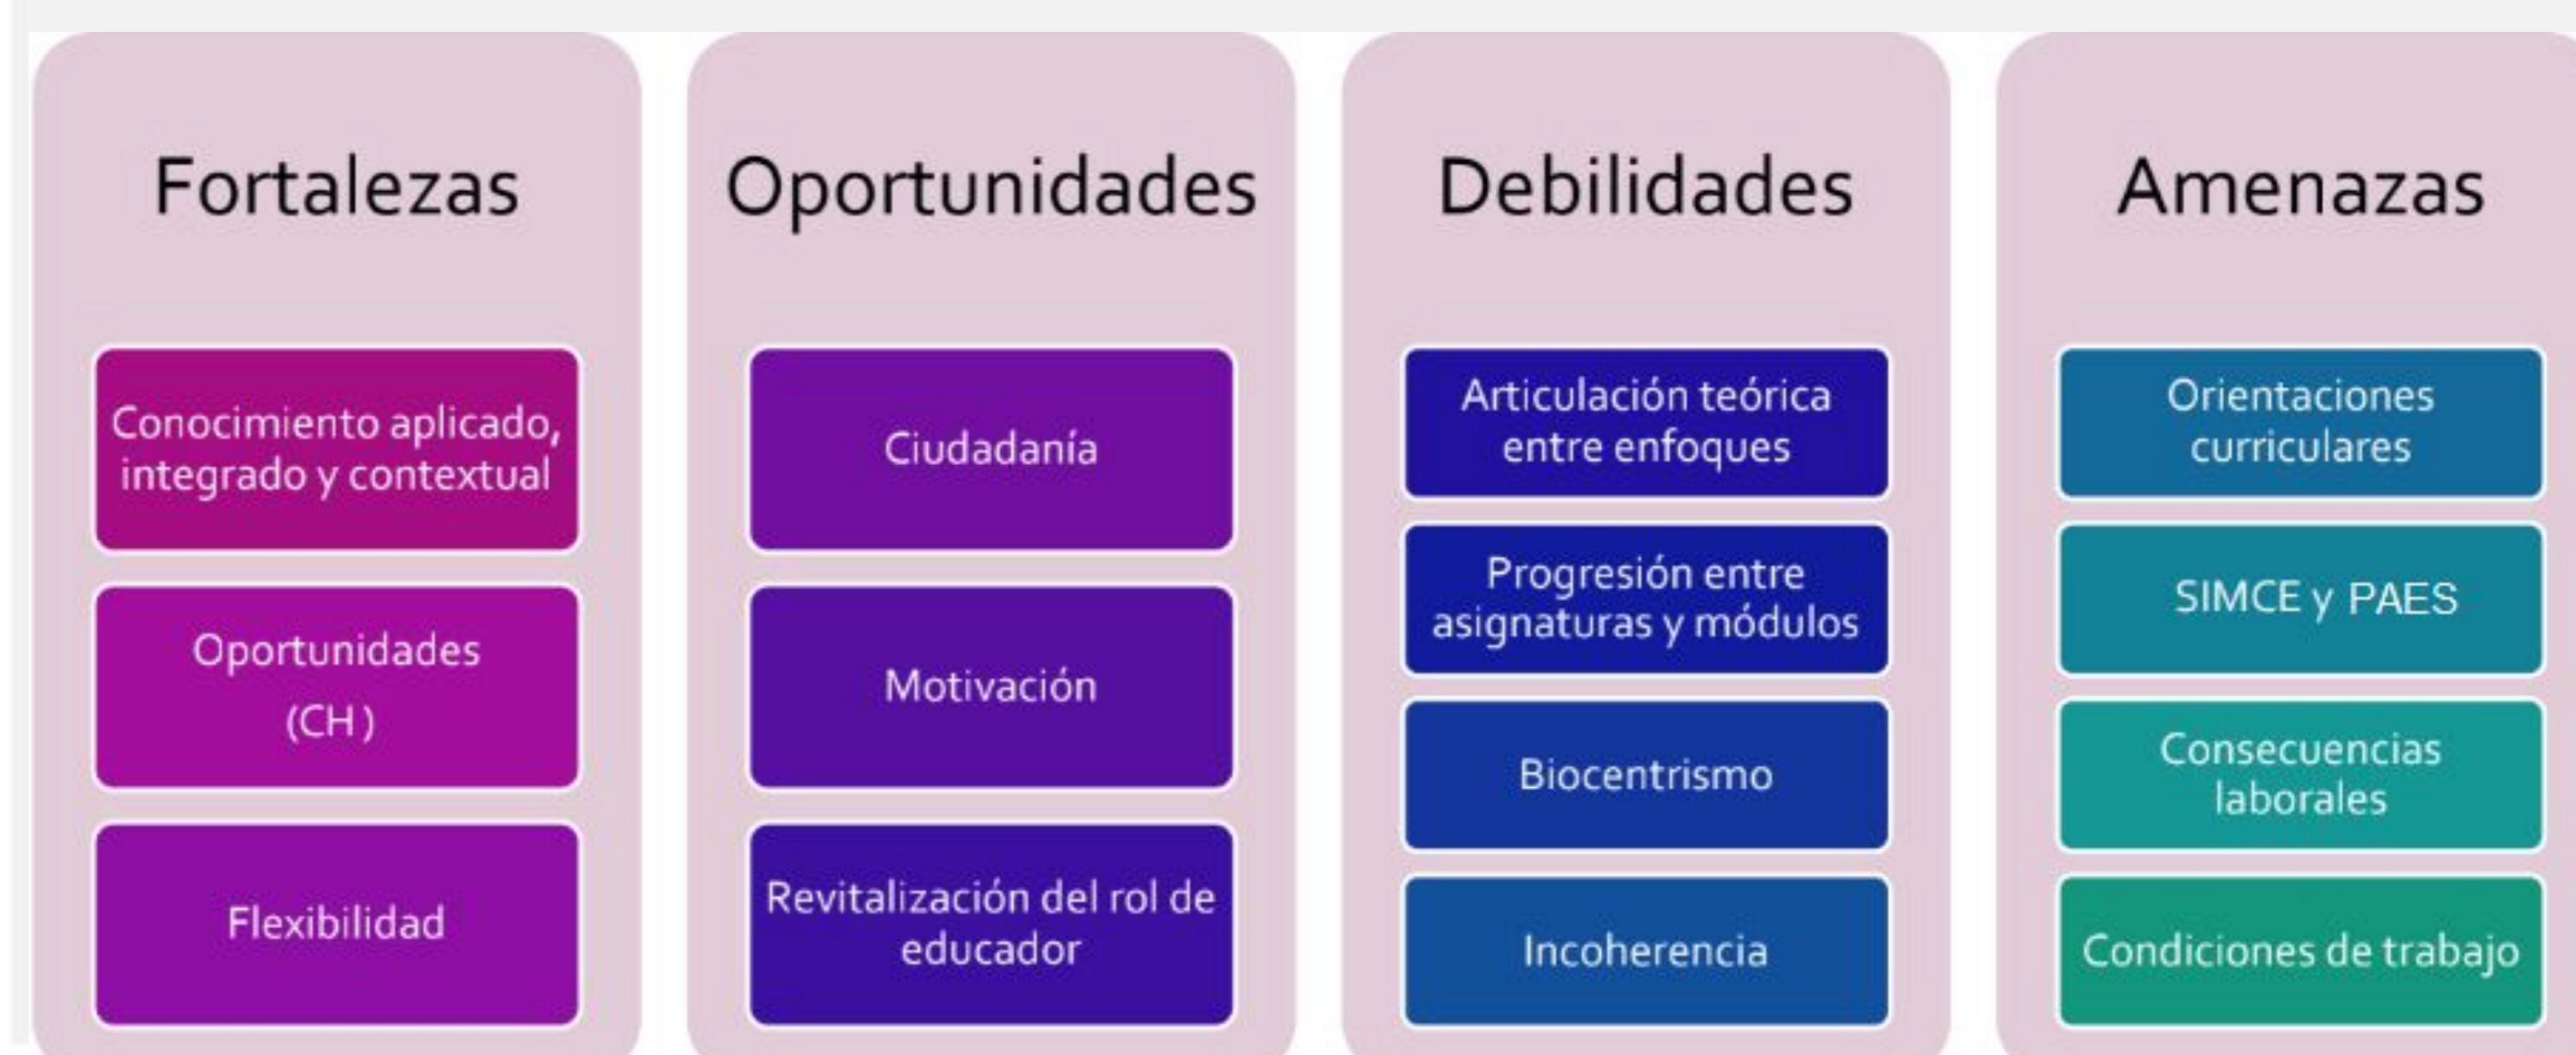 Fortalezas
Conocimiento aplicado,
integrado y contextual
Oportunidades
(CH )
Flexibilidad
Oportunidades
Ciudadanía
Motivación
Revitalización del rol de
educador
Debilidades
Articulación teórica
entre enfoques
Progresión entre
asignaturas y módulos
Biocentrismo
Incoherencia
Amenazas
Orientaciones
curriculares
SIMCE y PAES
Consecuencias
laborales
Condiciones de trabajo